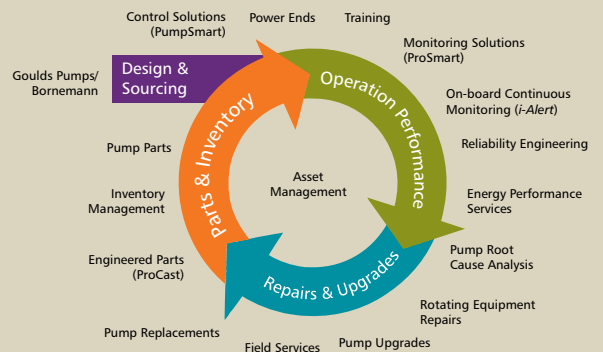 Control Solutions
(PumpSmart)
Power Ends
Training
Monitoring Solutions
(ProSmart)
Goulds Pumps/
Bornemann
Design &
Sourcing
Operation Performance
On-board Continuous
Monitoring (i-Alert)
Parts & Inventory
Pump Parts
Reliability Engineering
Asset
Management
Inventory
Management
Energy Performance
Services
Engineered Parts
(ProCast)
Pump Root
Cause Analysis
Repairs & Upgrades
Rotating Equipment
Repairs
Pump Replacements
Field Services
Pump Upgrades